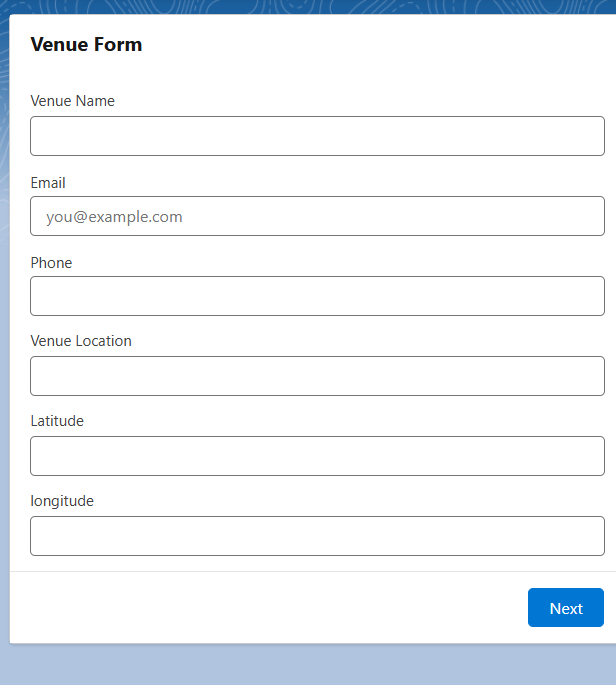 Venue Form
Venue Name
Email
you@example.com
Phone
Venue Location
Latitude
longitude
Next